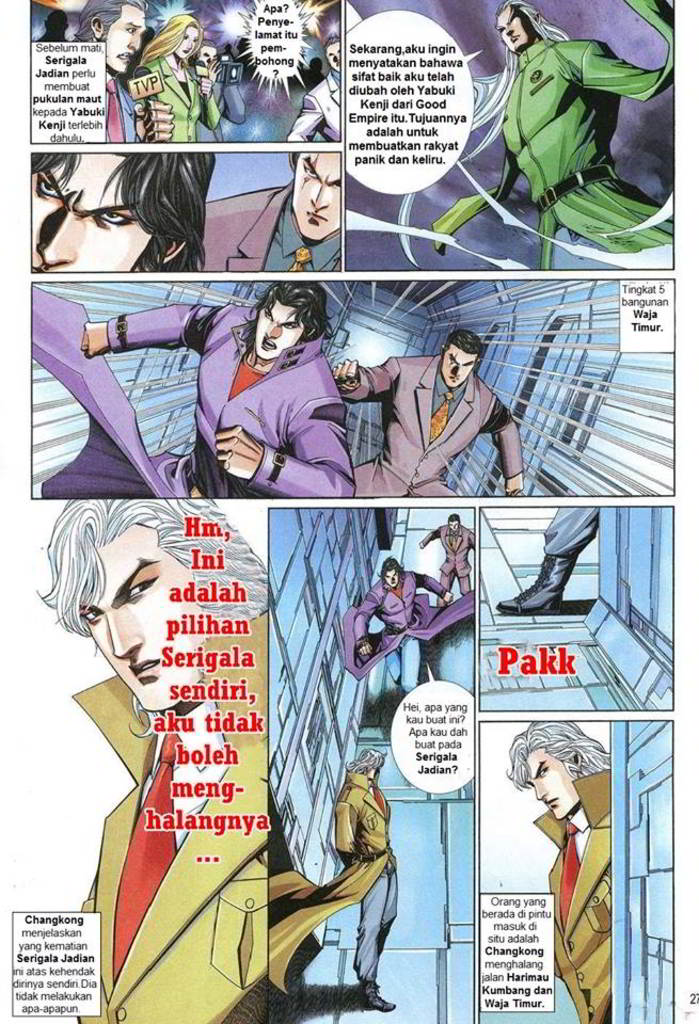 Sebelum mati,
Serigala
Jadian perlu
membuat
pukulan maut
kepada Yabuki
Kenji terlebih
dahulu.
TVP
Apa?
Penye-
lamat itu
pem-
bohong
?
Sekarang,aku ingin
menyatakan bahawa
sifat baik aku telah
diubah oleh Yabuki
Kenji dari Good
Empire itu.Tujuannya
adalah untuk
membuatkan rakyat
panik dan keliru.
Tingkat 5
bangunan
Waja
Timur.
Hm,
Ini
adalah
pilihan
Serigala
sendiri,
aku tidak
boleh
meng-
halangnya
...
Changkong
menjelaskan
yang kematian
Serigala Jadian
ini atas kehendak
dirinya sendiri.Dia
tidak melakukan
apa-apapun.
Hei, apa yang
kau buat ini?
Apa kau dah
buat pada
Serigala
Jadian?
Pakk
Orang yang
berada di pintu
masuk di
situ adalah
Changkong
menghalang
jalan Harimau
Kumbang dan
Waja Timur.
27